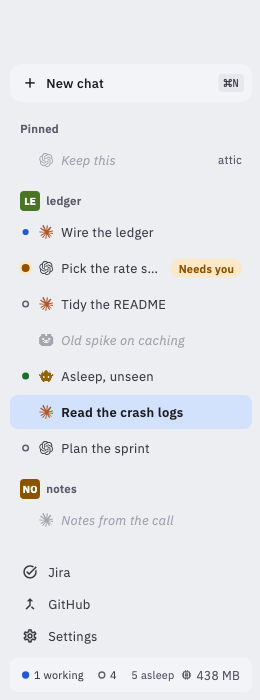 New chat ⌘N
Pinned
Keep this attic
LE ledger
Wire the ledger
Pick the rate s... Needs you
Tidy the README
Old spike on caching
Asleep, unseen
Read the crash logs
Plan the sprint
NO notes
Notes from the call
Jira
GitHub
Settings
1 working 4 5 asleep 438 MB